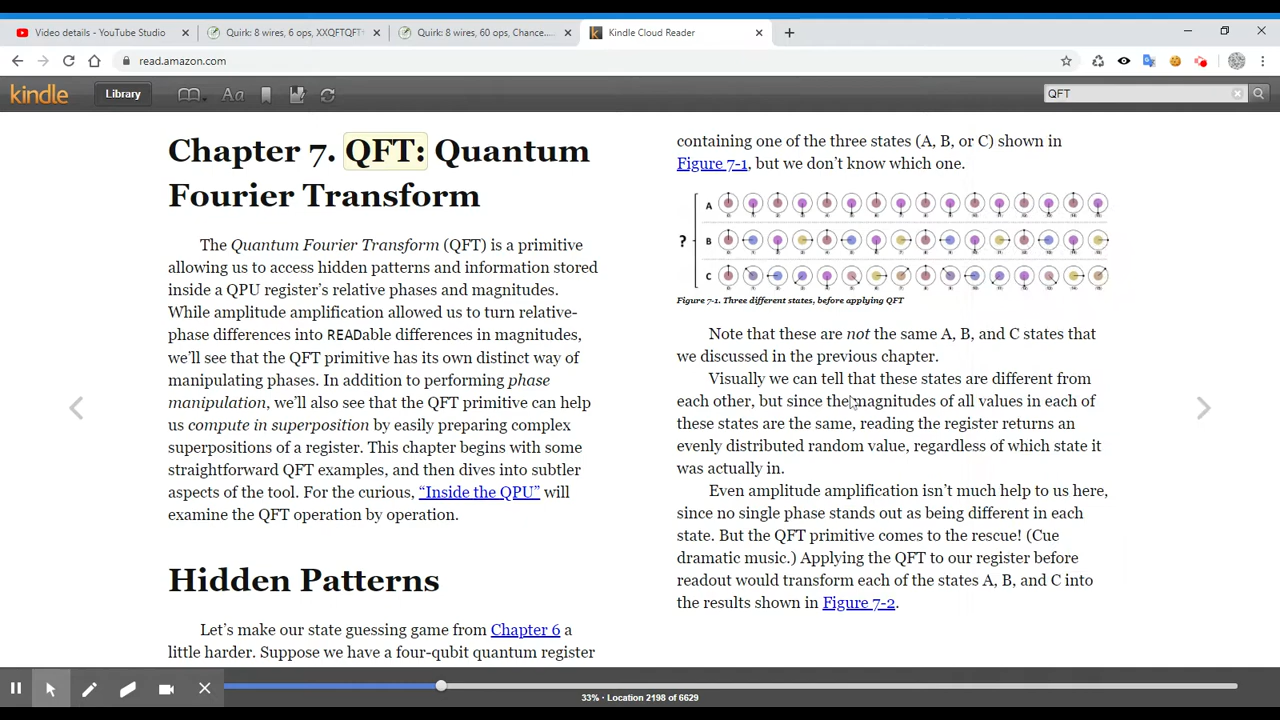 Video details - YouTube Studio
Quirk: 8 wires, 6 ops, XXQFTQFT
Quirk: 8 wires, 60 ops, Chance....
Kindle Cloud Reader
read.amazon.com
kindle
Library
Aa
QFT
Chapter 7. QFT: Quantum
Fourier Transform
The Quantum Fourier Transform (QFT) is a primitive
allowing us to access hidden patterns and information stored
inside a QPU register's relative phases and magnitudes.
While amplitude amplification allowed us to turn relative-
phase differences into READable differences in magnitudes,
we'll see that the QFT primitive has its own distinct way of
manipulating phases. In addition to performing phase
manipulation, we'll also see that the QFT primitive can help
us compute in superposition by easily preparing complex
superpositions of a register. This chapter begins with some
straightforward QFT examples, and then dives into subtler
aspects of the tool. For the curious, “Inside the QPU” will
examine the QFT operation by operation.
Hidden Patterns
Let's make our state guessing game from Chapter 6 a
little harder. Suppose we have a four-qubit quantum register
containing one of the three states (A, B, or C) shown in
Figure 7-1, but we don't know which one.
A
?
B
C
Figure 7-1. Three different states, before applying QFT
Note that these are not the same A, B, and C states that
we discussed in the previous chapter.
Visually we can tell that these states are different from
each other, but since the magnitudes of all values in each of
these states are the same, reading the register returns an
evenly distributed random value, regardless of which state it
was actually in.
Even amplitude amplification isn't much help to us here,
since no single phase stands out as being different in each
state. But the QFT primitive comes to the rescue! (Cue
dramatic music.) Applying the QFT to our register before
readout would transform each of the states A, B, and C into
the results shown in Figure 7-2.
33% · Location 2198 of 6629